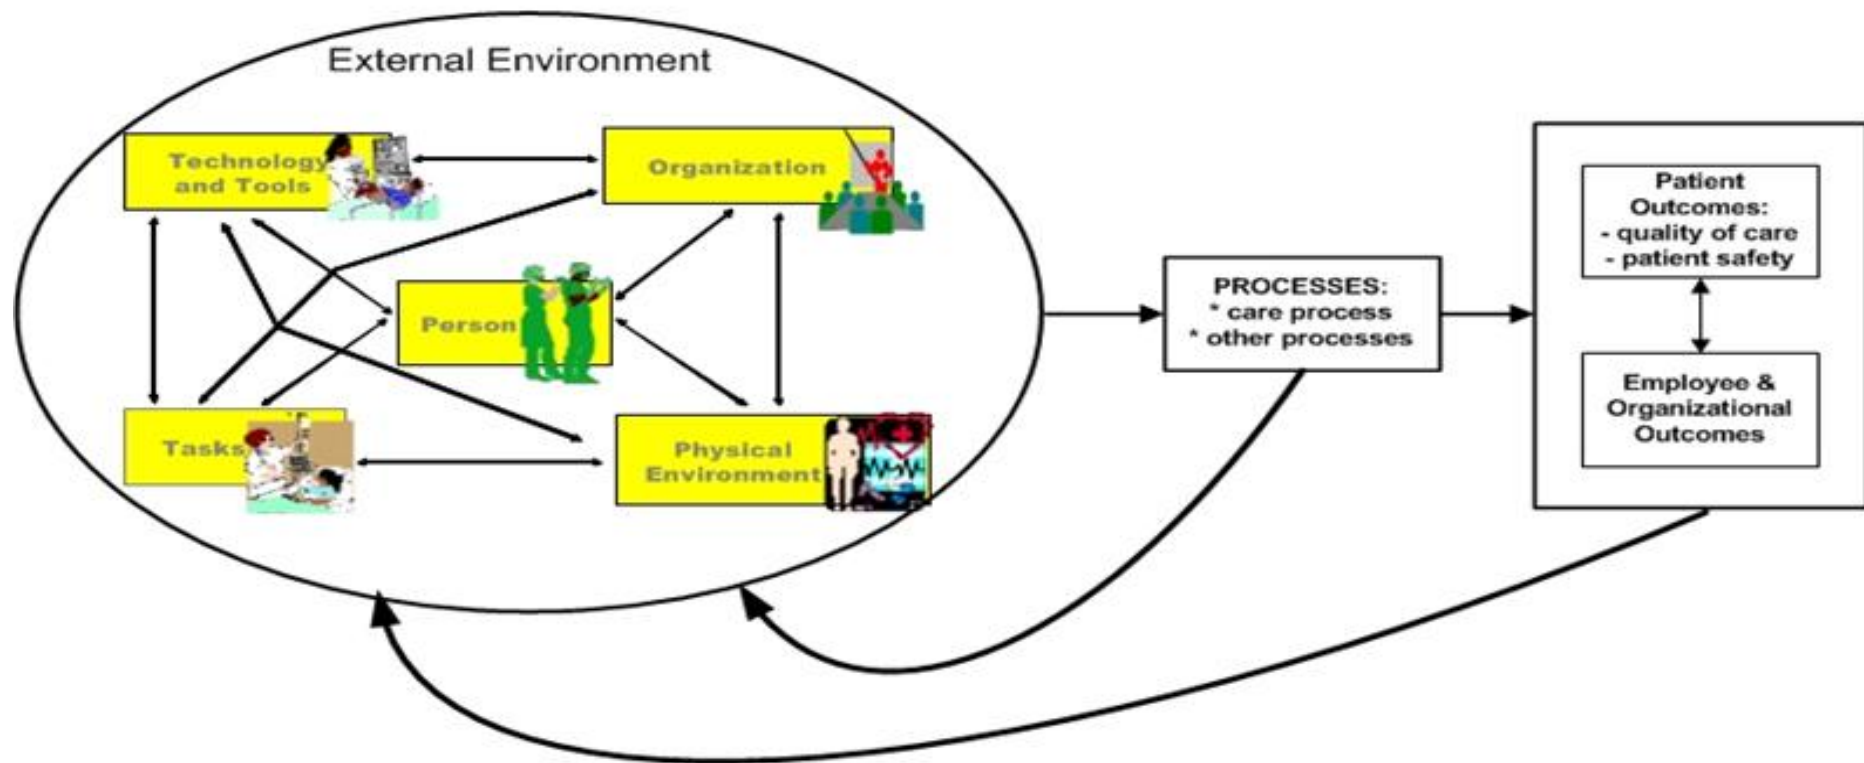 External Environment
Technology
and Tools
Organization
Person
Tasks
Physical
Environment
PROCESSES:
* care process
* other processes
Patient
Outcomes:
- quality of care
- patient safety
Employee &
Organizational
Outcomes